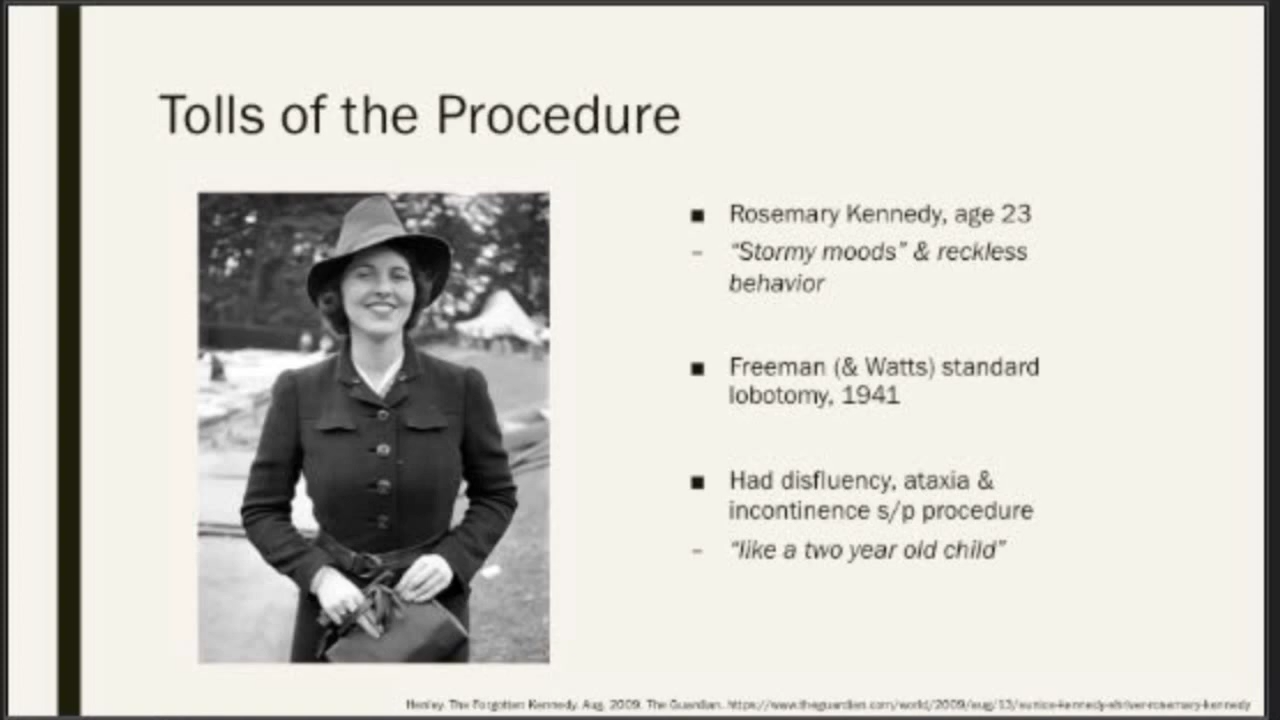 Tolls of the Procedure
■ Rosemary Kennedy, age 23
– “Stormy moods” & reckless
behavior
■ Freeman (& Watts) standard
lobotomy, 1941
■ Had disfluency, ataxia &
incontinence s/p procedure
– “like a two year old child”
Henley. The Forgotten Kennedy. Aug. 2009. The Guardian. https://www.theguardian.com/world/2009/aug/13/eunice-kennedy-shriver-rosemary-kennedy